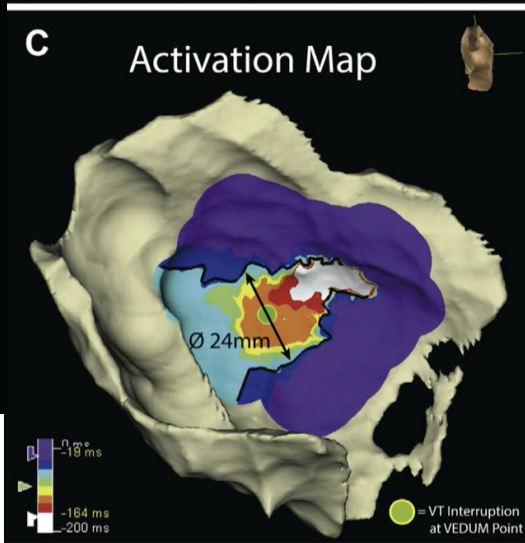 C
Activation Map
Ø 24mm
0 ms
-19 ms
-164 ms
-200 ms
= VT Interruption
at VEDUM Point